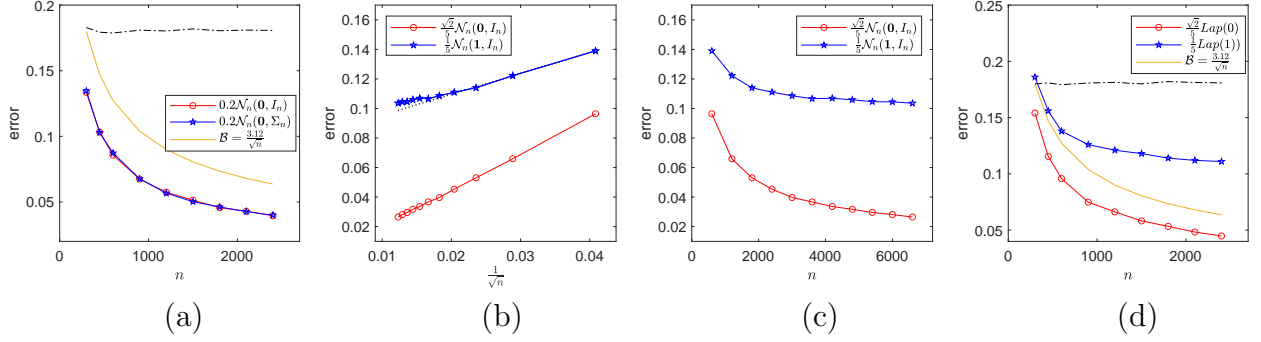 0.2
0.15
0.1
0.05
0
1000
2000
error
n
0.2𝒩ₙ(𝟎, Iₙ)
0.2𝒩ₙ(𝟎, Σₙ)
ℬ = 3.12/√n
(a)
0.16
0.14
0.12
0.1
0.08
0.06
0.04
0.02
0.01
0.02
0.03
0.04
error
1/√n
√2/5 𝒩ₙ(𝟎, Iₙ)
1/5 𝒩ₙ(𝟏, Iₙ)
(b)
0.16
0.14
0.12
0.1
0.08
0.06
0.04
0.02
0
2000
4000
6000
error
n
√2/5 𝒩ₙ(𝟎, Iₙ)
1/5 𝒩ₙ(𝟏, Iₙ)
(c)
0.25
0.2
0.15
0.1
0.05
0
1000
2000
error
n
√2/5 Lap(0)
1/5 Lap(1))
ℬ = 3.12/√n
(d)